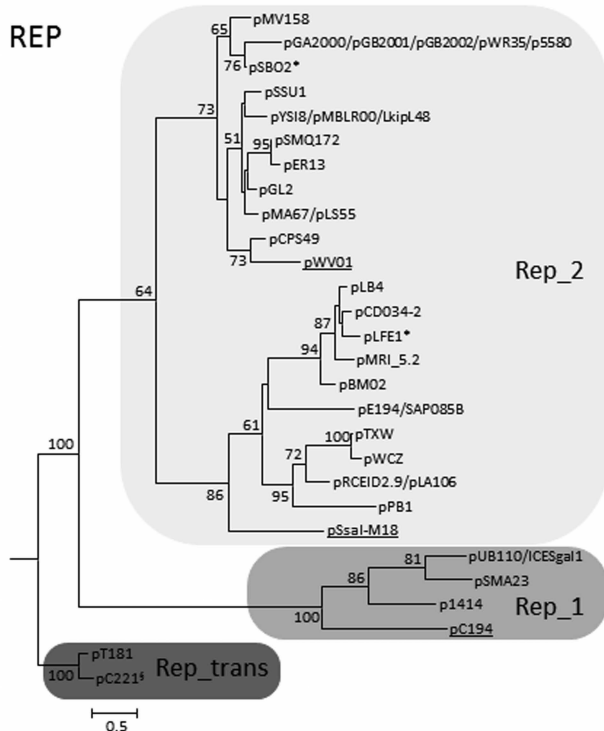 REP
pMV158
65
pGA2000/pGB2001/pGB2002/pWR35/p5580
76
pSBO2*
pSSU1
73
pYSI8/pMBLR00/LkipL48
51
95
pSMQ172
pER13
pGL2
pMA67/pLS55
pCPS49
73
pWV01
Rep_2
64
pLB4
pCD034-2
87
pLFE1*
94
pMRI_5.2
pBM02
pE194/SAP085B
61
100
pTXW
100
72
pWCZ
pRCEID2.9/pLA106
86
95
pPB1
pSsal-M18
81
pUB110/ICESgal1
86
pSMA23
p1414
Rep_1
100
pC194
pT181
Rep_trans
100
pC221§
0.5